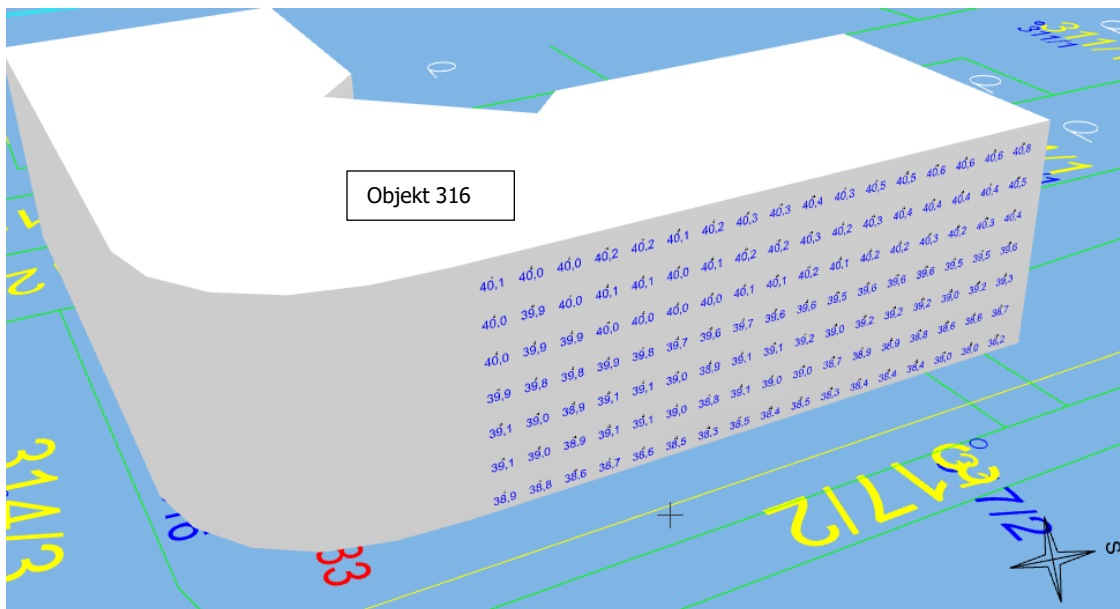 311/1
Objekt 316
40,1 40,0 40,0 40,2 40,2 40,1 40,2 40,3 40,3 40,4 40,3 40,5 40,5 40,6 40,6 40,6 40,8
40,0 39,9 40,0 40,1 40,1 40,0 40,1 40,2 40,2 40,3 40,2 40,3 40,4 40,4 40,4 40,4 40,5
40,0 39,9 39,9 40,0 40,0 40,0 40,0 40,1 40,1 40,2 40,1 40,2 40,2 40,3 40,2 40,3 40,4
39,9 39,8 39,8 39,9 39,8 39,7 39,6 39,7 39,6 39,6 39,5 39,6 39,6 39,6 39,5 39,5 39,6
39,1 39,0 38,9 39,1 39,1 39,0 38,9 39,1 39,1 39,2 39,0 39,2 39,2 39,2 39,0 39,2 39,3
39,1 39,0 38,9 39,1 39,1 39,0 38,8 39,1 39,0 39,0 38,7 38,9 38,9 38,8 38,6 38,6 38,7
38,9 38,8 38,6 38,7 38,6 38,5 38,3 38,5 38,4 38,5 38,3 38,4 38,4 38,4 38,0 38,0 38,2
314/3
33
317/2
S